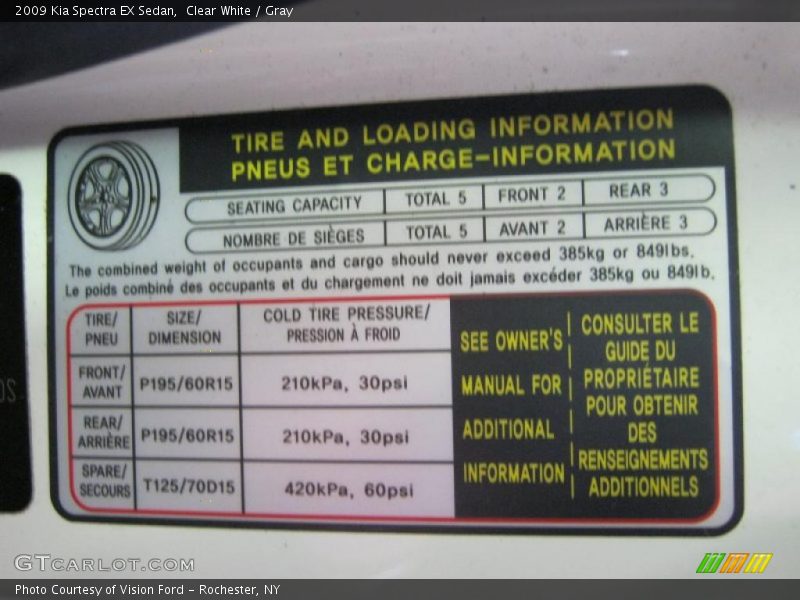 2009 Kia Spectra EX Sedan,  Clear White / Gray
TIRE AND LOADING INFORMATION
PNEUS ET CHARGE-INFORMATION
SEATING CAPACITY TOTAL 5 FRONT 2 REAR 3
NOMBRE DE SIÈGES TOTAL 5 AVANT 2 ARRIÈRE 3
The combined weight of occupants and cargo should never exceed 385kg or 849lbs.
Le poids combiné des occupants et du chargement ne doit jamais excéder 385kg ou 849lb.
TIRE/
PNEU
SIZE/
DIMENSION
COLD TIRE PRESSURE/
PRESSION À FROID
FRONT/
AVANT
P195/60R15
210kPa, 30psi
REAR/
ARRIÈRE
P195/60R15
210kPa, 30psi
SPARE/
SECOURS
T125/70D15
420kPa, 60psi
SEE OWNER'S
MANUAL FOR
ADDITIONAL
INFORMATION
CONSULTER LE
GUIDE DU
PROPRIÉTAIRE
POUR OBTENIR
DES
RENSEIGNEMENTS
ADDITIONNELS
GTCARLOT.COM
Photo Courtesy of Vision Ford - Rochester, NY